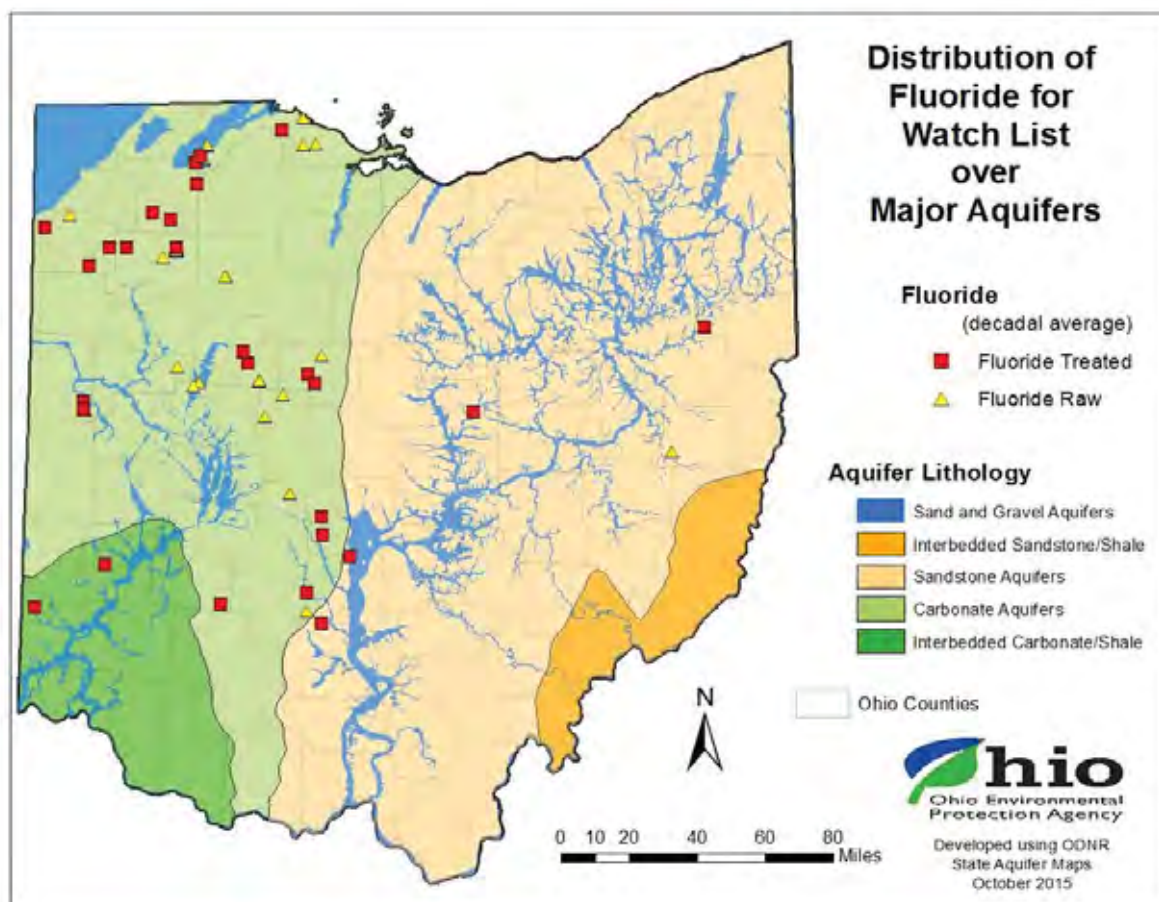 Distribution of
Fluoride for
Watch List
over
Major Aquifers
Fluoride
(decadal average)
Fluoride Treated
Fluoride Raw
Aquifer Lithology
Sand and Gravel Aquifers
Interbedded Sandstone/Shale
Sandstone Aquifers
Carbonate Aquifers
Interbedded Carbonate/Shale
Ohio Counties
N
0 10 20 40 60 80
Miles
Ohio
Ohio Environmental
Protection Agency
Developed using ODNR
State Aquifer Maps
October 2015